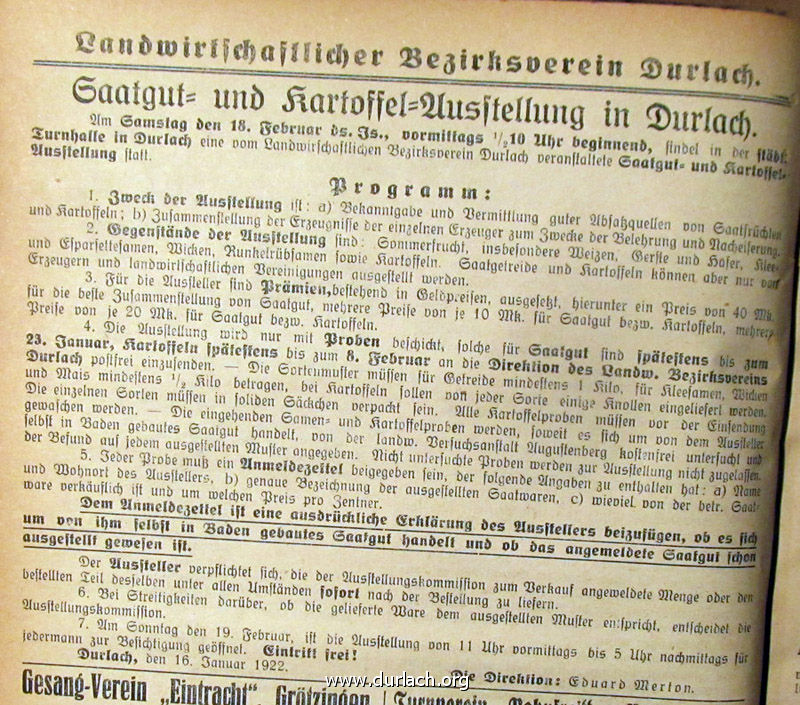 Landwirtschaftlicher Bezirksverein Durlach.
Saatgut= und Kartoffel=Ausstellung in Durlach.
Am Samstag den 18. Februar ds. Js., vormittags ½10 Uhr beginnend, findet in der städt.
Turnhalle in Durlach eine vom Landwirtschaftlichen Bezirksverein Durlach veranstaltete Saatgut= und Kartoffel=
Ausstellung statt.
Programm:
1. Zweck der Ausstellung ist: a) Bekanntgabe und Vermittlung guter Absatzquellen von Saatfrüchten
und Kartoffeln; b) Zusammenstellung der Erzeugnisse der einzelnen Erzeuger zum Zwecke der Belehrung und Nacheiferung.
2. Gegenstände der Ausstellung sind: Sommerfrucht, insbesondere Weizen, Gerste und Hafer, Klee=
und Esparsettesamen, Wicken, Runkelrübsamen sowie Kartoffeln. Saatgetreide und Kartoffeln können aber nur von
Erzeugern und landwirtschaftlichen Vereinigungen ausgestellt werden.
3. Für die Aussteller sind Prämien, bestehend in Geldpreisen, ausgesetzt, hierunter ein Preis von 40 Mk.
für die beste Zusammenstellung von Saatgut, mehrere Preise von je 10 Mk. für Saatgut bezw. Kartoffeln, mehrere
Preise von je 20 Mk. für Saatgut bezw. Kartoffeln.
4. Die Ausstellung wird nur mit Proben beschickt, solche für Saatgut sind spätestens bis zum
23. Januar, Kartoffeln spätestens bis zum 8. Februar an die Direktion des Landw. Bezirksvereins
Durlach postfrei einzusenden. — Die Sortenmuster müssen für Getreide mindestens 1 Kilo, für Kleesamen, Wicken
und Mais mindestens ½ Kilo betragen, bei Kartoffeln sollen von jeder Sorte einige Knollen eingeliefert werden.
Die einzelnen Sorten müssen in soliden Säckchen verpackt sein. Alle Kartoffelproben müssen vor der Einsendung
gewaschen werden. — Die eingehenden Samen= und Kartoffelproben werden, soweit es sich um von dem Aussteller
selbst in Baden gebautes Saatgut handelt, von der landw. Versuchsanstalt Augustenberg kostenfrei untersucht und
der Befund auf jedem ausgestellten Muster angegeben. Nicht untersuchte Proben werden zur Ausstellung nicht zugelassen.
5. Jeder Probe muß ein Anmeldezettel beigegeben sein, der folgende Angaben zu enthalten hat: a) Name
und Wohnort des Ausstellers, b) genaue Bezeichnung der ausgestellten Saatwaren, c) wieviel von der betr. Saat=
ware verkäuflich ist und um welchen Preis pro Zentner.
Dem Anmeldezettel ist eine ausdrückliche Erklärung des Ausstellers beizufügen, ob es sich
um von ihm selbst in Baden gebautes Saatgut handelt und ob das angemeldete Saatgut schon
ausgestellt gewesen ist.
Der Aussteller verpflichtet sich, die der Ausstellungskommission zum Verkauf angemeldete Menge oder den
bestellten Teil desselben unter allen Umständen sofort nach der Bestellung zu liefern.
6. Bei Streitigkeiten darüber, ob die gelieferte Ware dem ausgestellten Muster entspricht, entscheidet die
Ausstellungskommission.
7. Am Sonntag den 19. Februar, ist die Ausstellung von 11 Uhr vormittags bis 5 Uhr nachmittags für
jedermann zur Besichtigung geöffnet. Eintritt frei!
Durlach, den 16. Januar 1922.
Die Direktion: Eduard Merton.
www.durlach.org
Gesang-Verein „Eintracht“, Grötzingen
Turnverein